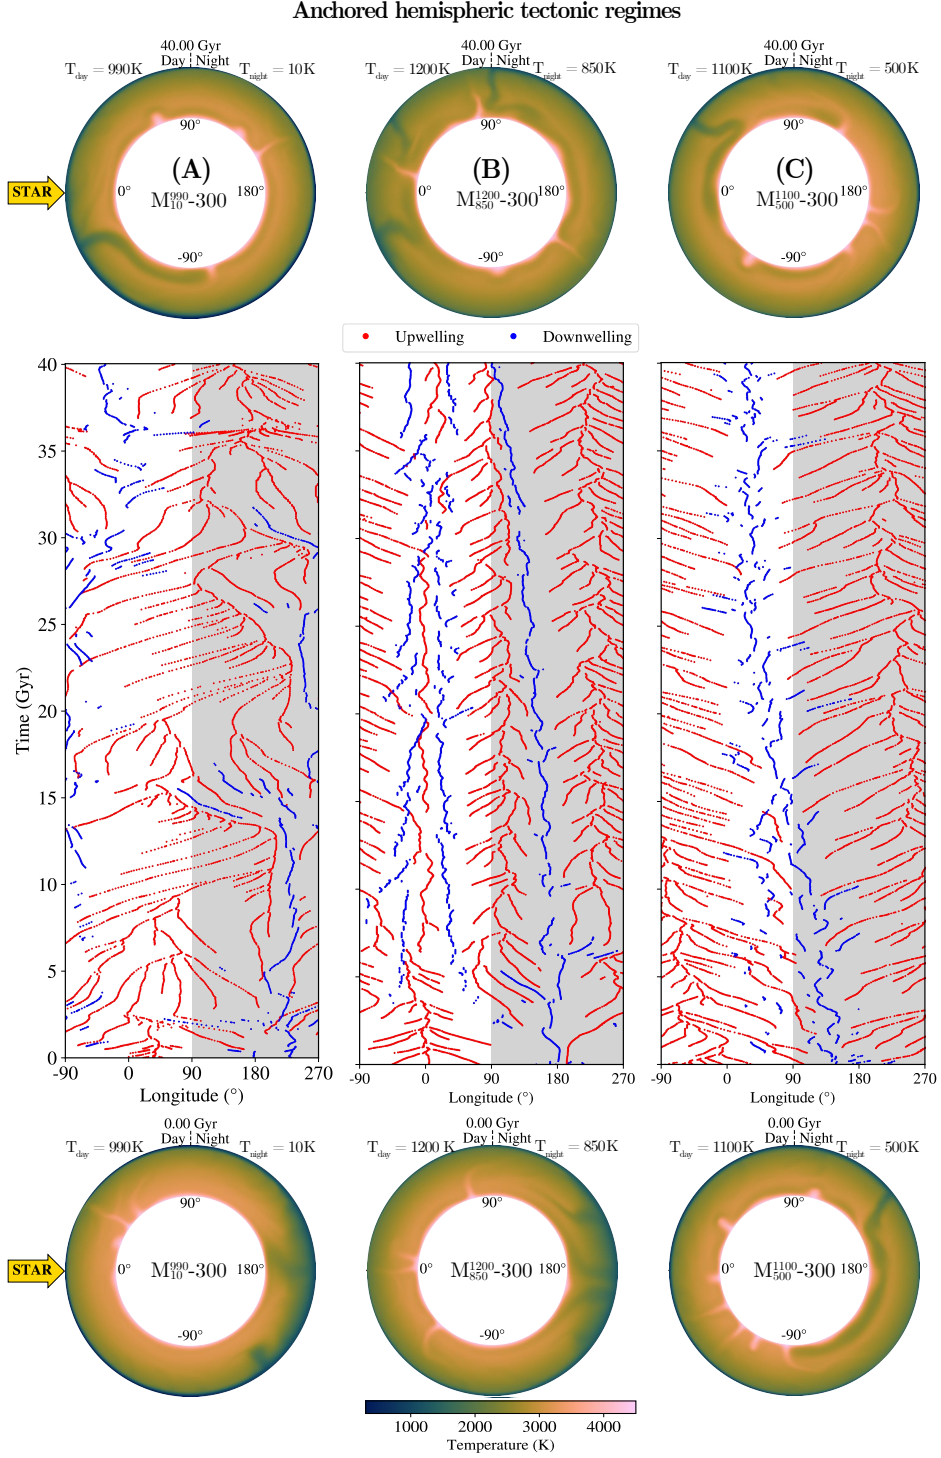 Anchored hemispheric tectonic regimes
40.00 Gyr
Day Night
T_day = 990K
T_night = 10K
90°
(A)
0°
M^990_10-300
180°
-90°
STAR
40.00 Gyr
Day Night
T_day = 1200K
T_night = 850K
90°
(B)
0°
M^1200_850-300
180°
-90°
40.00 Gyr
Day Night
T_day = 1100K
T_night = 500K
90°
(C)
0°
M^1100_500-300
180°
-90°
Upwelling
Downwelling
40
35
30
25
20
15
10
5
0
Time (Gyr)
-90 0 90 180 270
Longitude (°)
-90 0 90 180 270
Longitude (°)
-90 0 90 180 270
Longitude (°)
0.00 Gyr
Day Night
T_day = 990K
T_night = 10K
90°
0°
M^990_10-300
180°
-90°
STAR
0.00 Gyr
Day Night
T_day = 1200 K
T_night = 850K
90°
0°
M^1200_850-300
180°
-90°
0.00 Gyr
Day Night
T_day = 1100K
T_night = 500K
90°
0°
M^1100_500-300
180°
-90°
1000 2000 3000 4000
Temperature (K)